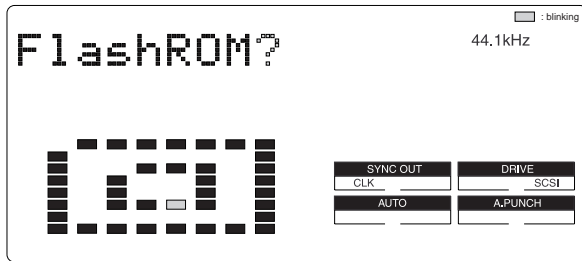 : blinking
FlashROM?
44.1kHz
SYNC OUT DRIVE
CLK SCSI
AUTO A.PUNCH